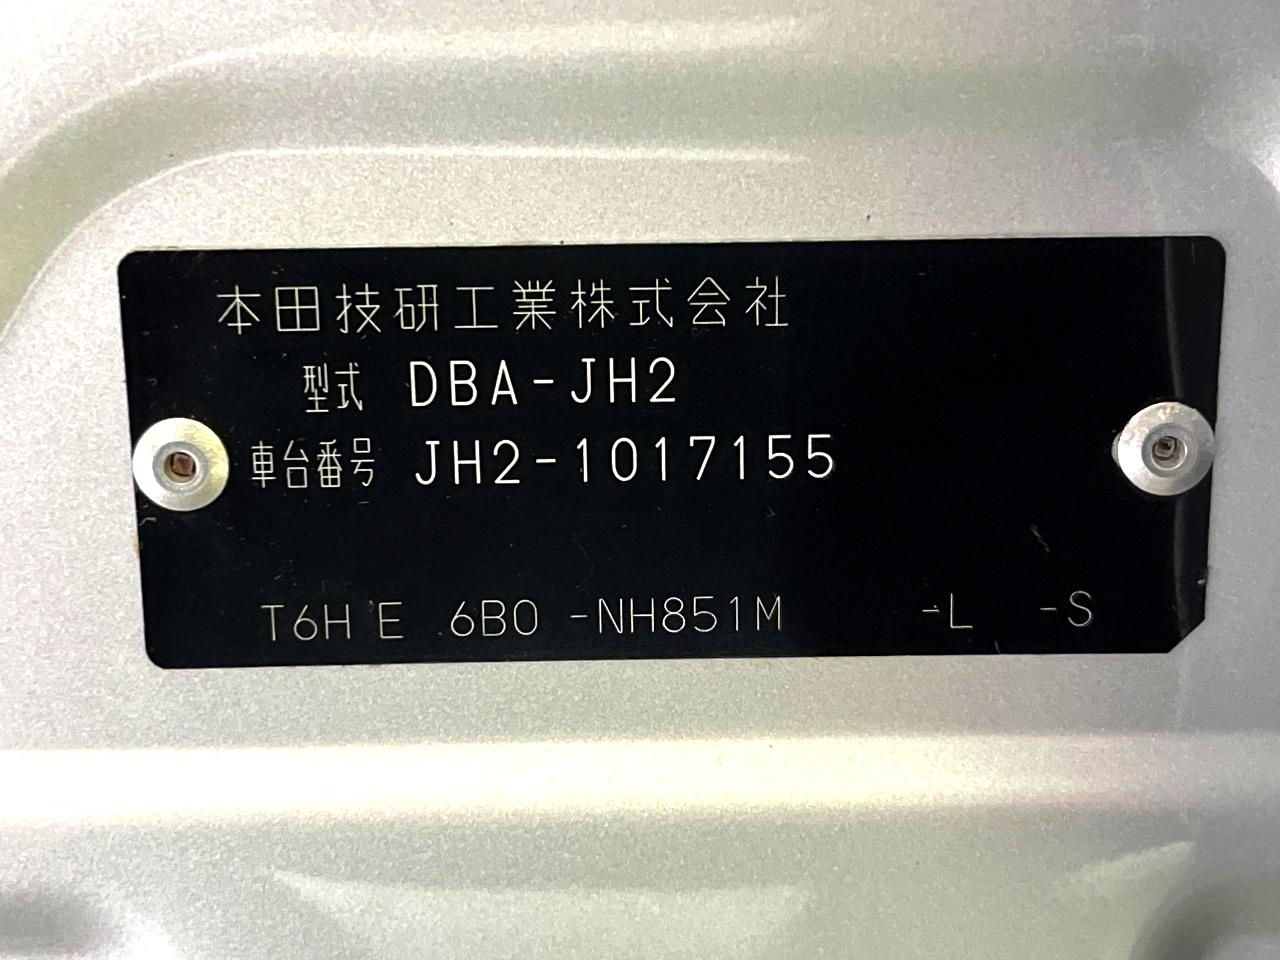 本田技研工業株式会社
型式 DBA-JH2
車台番号 JH2-1017155
T6H E 6B0 -NH851M -L -S